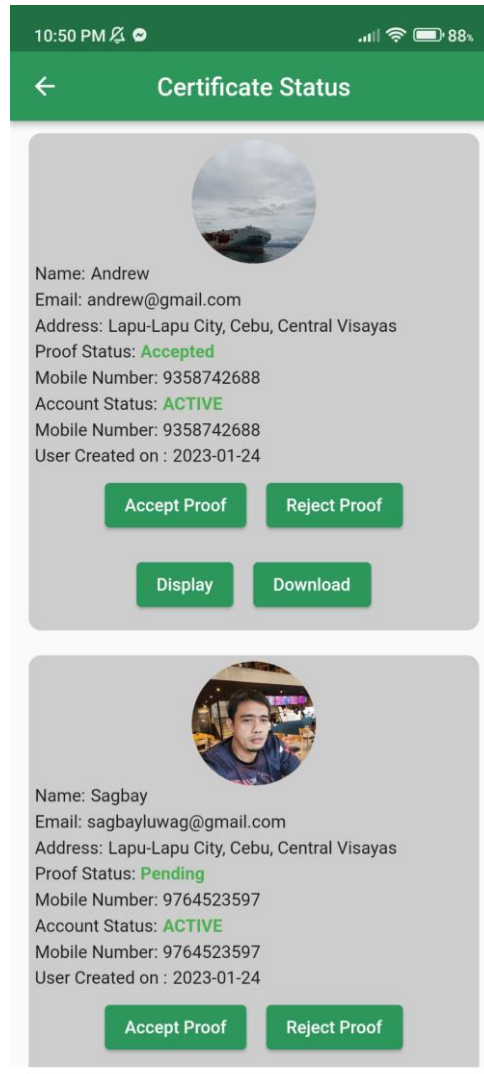 10:50 PM
88%
Certificate Status
Name: Andrew
Email: andrew@gmail.com
Address: Lapu-Lapu City, Cebu, Central Visayas
Proof Status: Accepted
Mobile Number: 9358742688
Account Status: ACTIVE
Mobile Number: 9358742688
User Created on : 2023-01-24
Accept Proof Reject Proof
Display Download
Name: Sagbay
Email: sagbayluwag@gmail.com
Address: Lapu-Lapu City, Cebu, Central Visayas
Proof Status: Pending
Mobile Number: 9764523597
Account Status: ACTIVE
Mobile Number: 9764523597
User Created on : 2023-01-24
Accept Proof Reject Proof